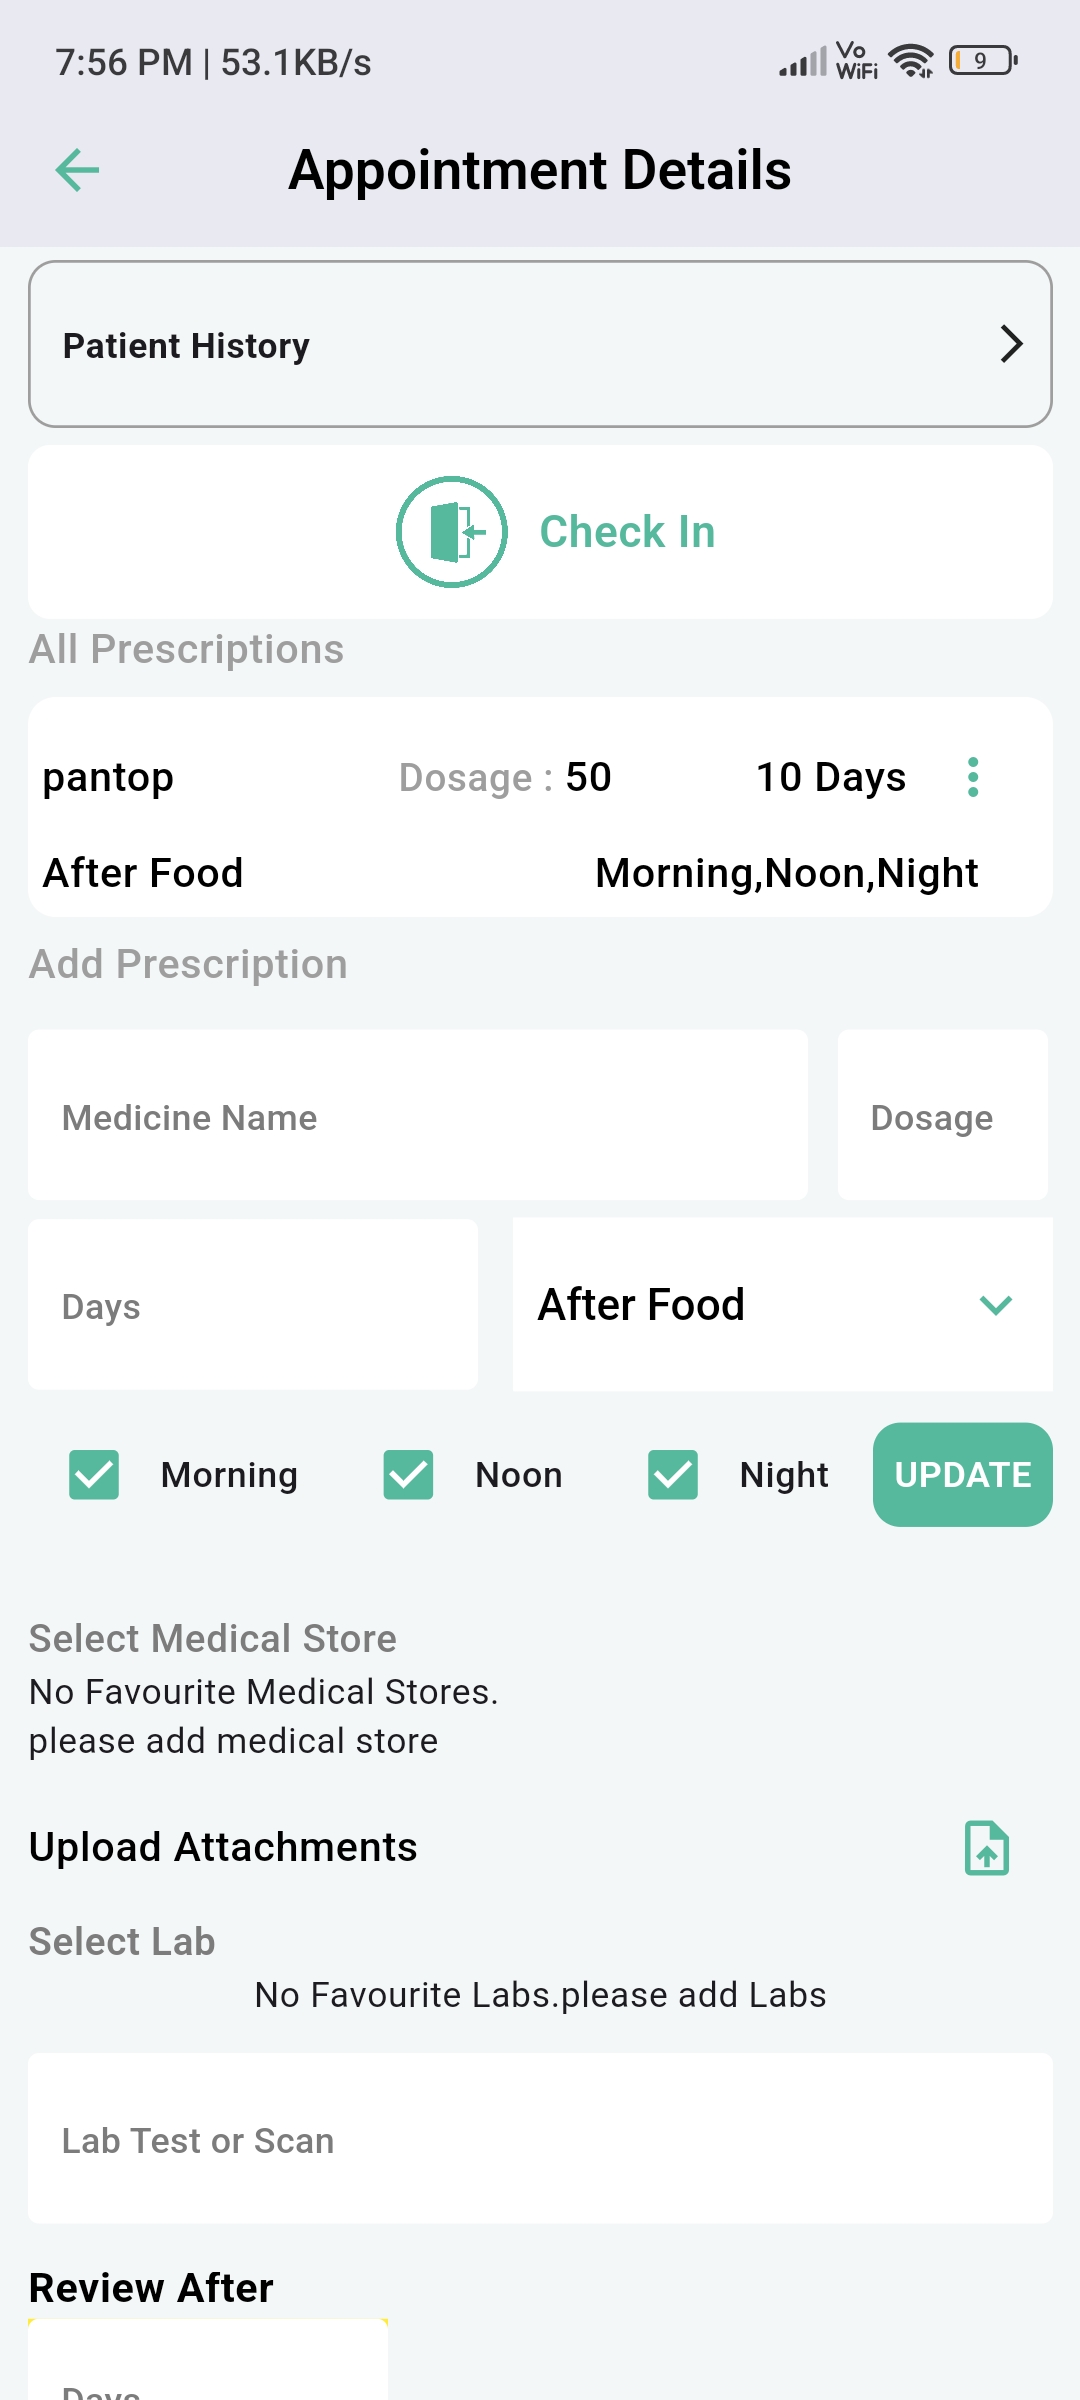 7:56 PM | 53.1KB/s Vo WiFi 9
Appointment Details
Patient History
Check In
All Prescriptions
pantop Dosage : 50 10 Days
After Food Morning,Noon,Night
Add Prescription
Medicine Name Dosage
Days After Food
Morning Noon Night UPDATE
Select Medical Store
No Favourite Medical Stores.
please add medical store
Upload Attachments
Select Lab
No Favourite Labs.please add Labs
Lab Test or Scan
Review After
Days